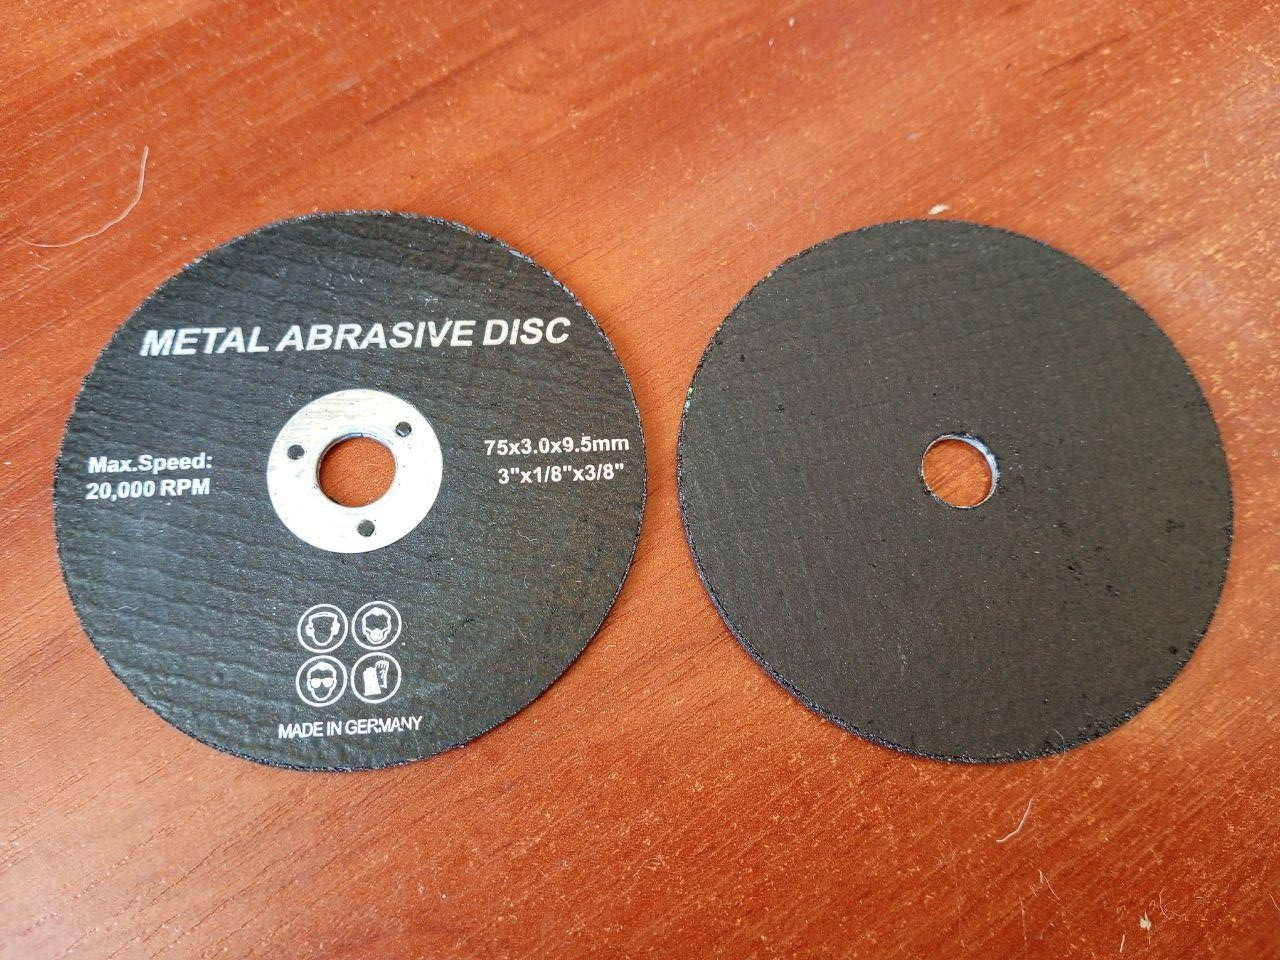 METAL ABRASIVE DISC
Max.Speed:
20,000 RPM
75x3.0x9.5mm
3"x1/8"x3/8"
MADE IN GERMANY